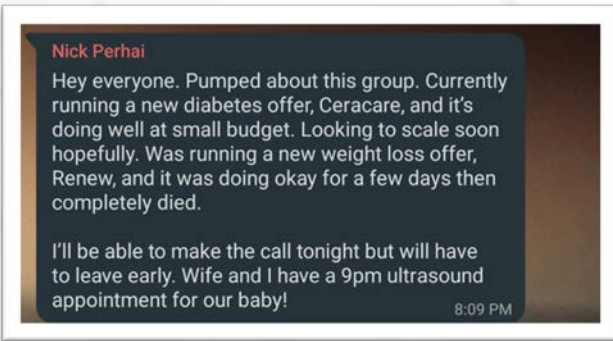 Nick Perhai
Hey everyone. Pumped about this group. Currently
running a new diabetes offer, Ceracare, and it's
doing well at small budget. Looking to scale soon
hopefully. Was running a new weight loss offer,
Renew, and it was doing okay for a few days then
completely died.
I'll be able to make the call tonight but will have
to leave early. Wife and I have a 9pm ultrasound
appointment for our baby!
8:09 PM